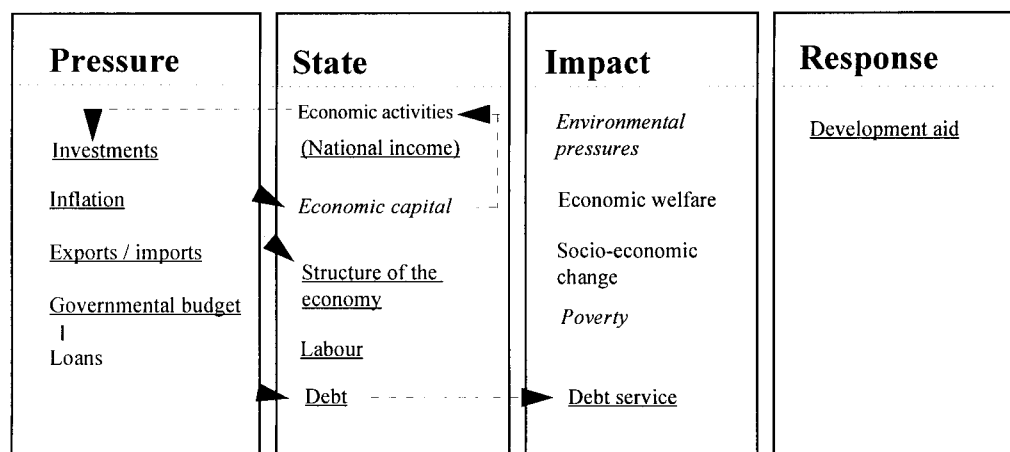 Pressure
Investments
Inflation
Exports / imports
Governmental budget
Loans
State
Economic activities
(National income)
Economic capital
Structure of the
economy
Labour
Debt
Impact
Environmental
pressures
Economic welfare
Socio-economic
change
Poverty
Debt service
Response
Development aid